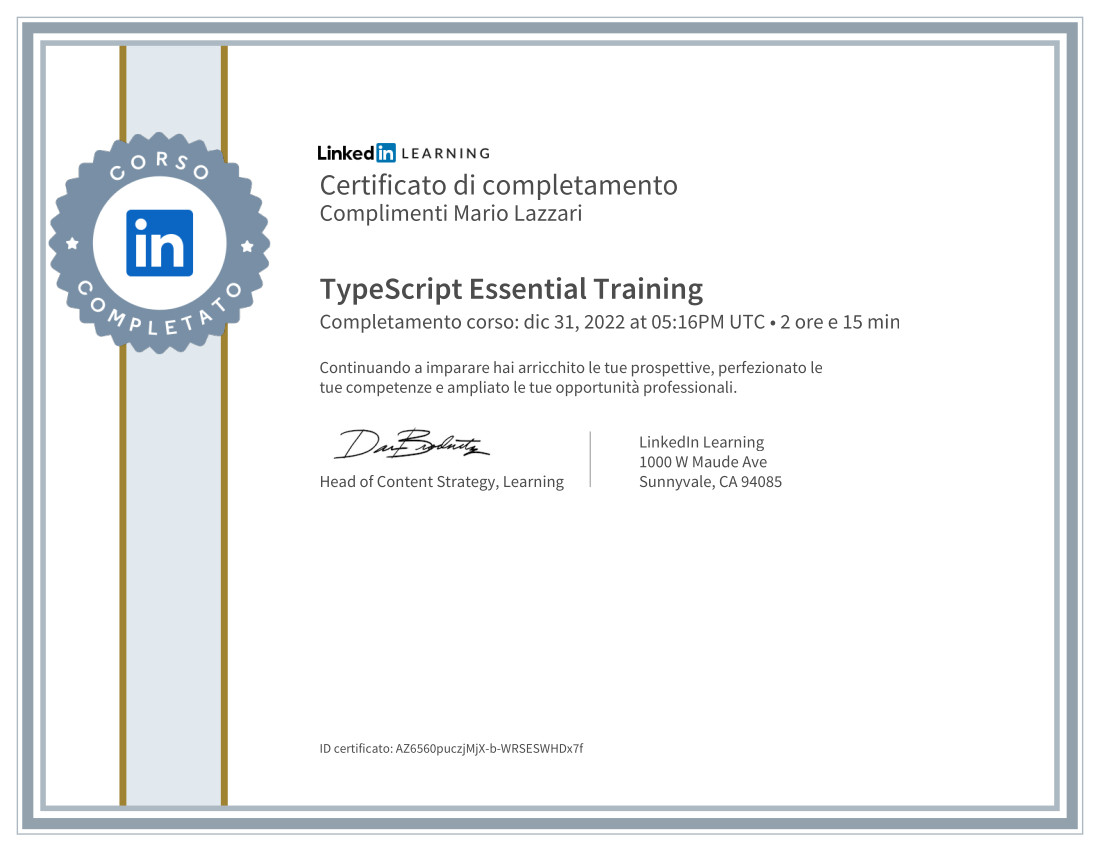 CORSO
in
COMPLETATO
Linked in LEARNING
Certificato di completamento
Complimenti Mario Lazzari
TypeScript Essential Training
Completamento corso: dic 31, 2022 at 05:16PM UTC • 2 ore e 15 min
Continuando a imparare hai arricchito le tue prospettive, perfezionato le
tue competenze e ampliato le tue opportunità professionali.
Head of Content Strategy, Learning
LinkedIn Learning
1000 W Maude Ave
Sunnyvale, CA 94085
ID certificato: AZ6560puczjMjX-b-WRSESWHDx7f